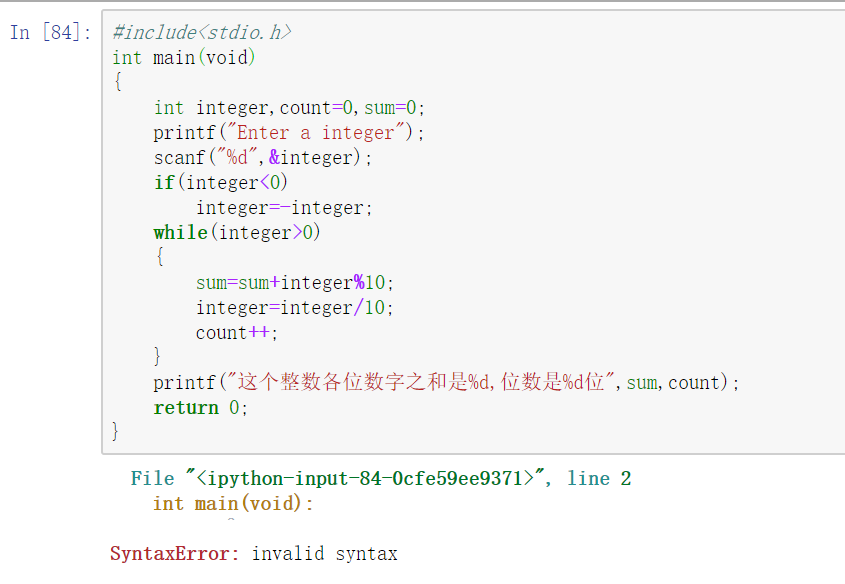 In [84]:
#include<stdio.h>
int main(void)
{
    int integer,count=0,sum=0;
    printf("Enter a integer");
    scanf("%d",&integer);
    if(integer<0)
        integer=-integer;
    while(integer>0)
    {
        sum=sum+integer%10;
        integer=integer/10;
        count++;
    }
    printf("这个整数各位数字之和是%d,位数是%d位",sum,count);
    return 0;
}
File "<ipython-input-84-0cfe59ee9371>", line 2
int main(void):
^
SyntaxError: invalid syntax